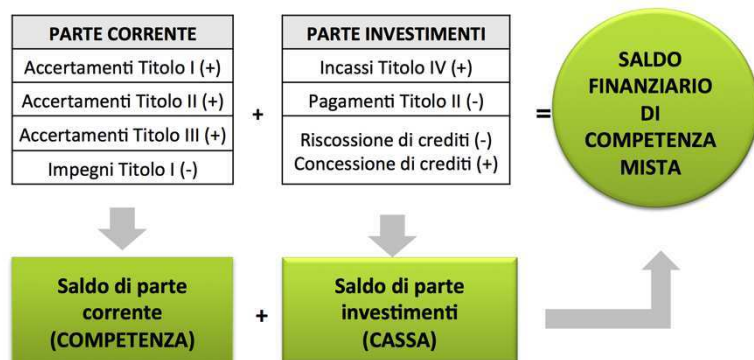 PARTE CORRENTE
Accertamenti Titolo I (+)
Accertamenti Titolo II (+)
Accertamenti Titolo III (+)
Impegni Titolo I (-)
+
PARTE INVESTIMENTI
Incassi Titolo IV (+)
Pagamenti Titolo II (-)
Riscossione di crediti (-)
Concessione di crediti (+)
=
SALDO
FINANZIARIO
DI
COMPETENZA
MISTA
Saldo di parte
corrente
(COMPETENZA)
+
Saldo di parte
investimenti
(CASSA)